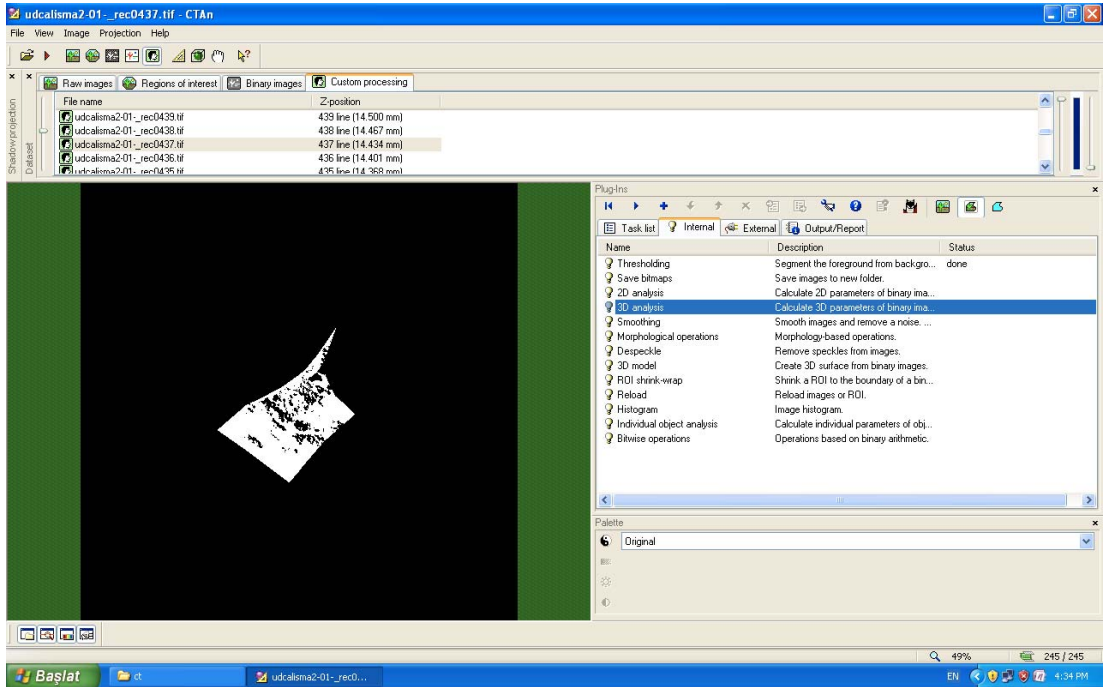 udcalisma2-01-_rec0437.tif - CTAn
File View Image Projection Help
Raw images Regions of interest Binary images Custom processing
Shadow projection
Dataset
File name Z-position
udcalisma2-01-_rec0439.tif 439 line (14.500 mm)
udcalisma2-01-_rec0438.tif 438 line (14.467 mm)
udcalisma2-01-_rec0437.tif 437 line (14.434 mm)
udcalisma2-01-_rec0436.tif 436 line (14.401 mm)
udcalisma2-01-_rec0435.tif 435 line (14.368 mm)
Plug-Ins
Task list Internal External Output/Report
Name Description Status
Thresholding Segment the foreground from backgro... done
Save bitmaps Save images to new folder.
2D analysis Calculate 2D parameters of binary ima...
3D analysis Calculate 3D parameters of binary ima...
Smoothing Smooth images and remove a noise. ...
Morphological operations Morphology-based operations.
Despeckle Remove speckles from images.
3D model Create 3D surface from binary images.
ROI shrink-wrap Shrink a ROI to the boundary of a bin...
Reload Reload images or ROI.
Histogram Image histogram.
Individual object analysis Calculate individual parameters of obj...
Bitwise operations Operations based on binary arithmetic.
Palette
Original
49% 245 / 245
Başlat ct udcalisma2-01-_rec0... EN 4:34 PM